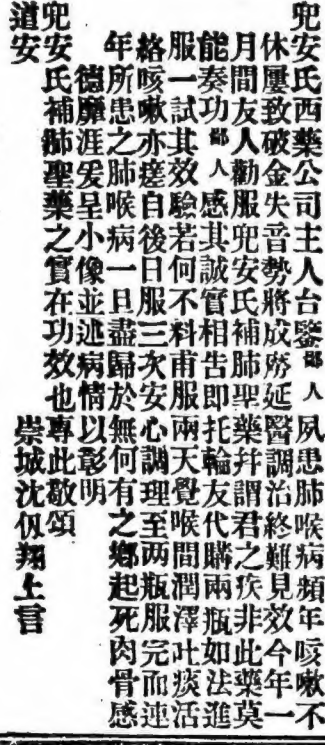 兜安氏西藥公司主人台鑒鄙人夙患肺喉病頻年咳嗽不
休屢致破金失音勢將成癆延醫調治終難見效今年一
月間友人勸服兜安氏補肺聖藥幷謂君之疾非此藥莫
能奏功鄙人感其誠實相告即托輪友代購兩瓶如法進
服一試其效驗若何不料甫服兩天覺喉間潤澤吐痰活
絡咳嗽亦瘥自後日服三次安心調理至两瓶服完而連
年所患之肺喉病一旦盡歸於無何有之鄉起死肉骨感
德靡涯爰呈小像並述病情以彰明
兜安氏補肺聖藥之實在功效也專此敬頌
道安
崇城沈仭翔上言